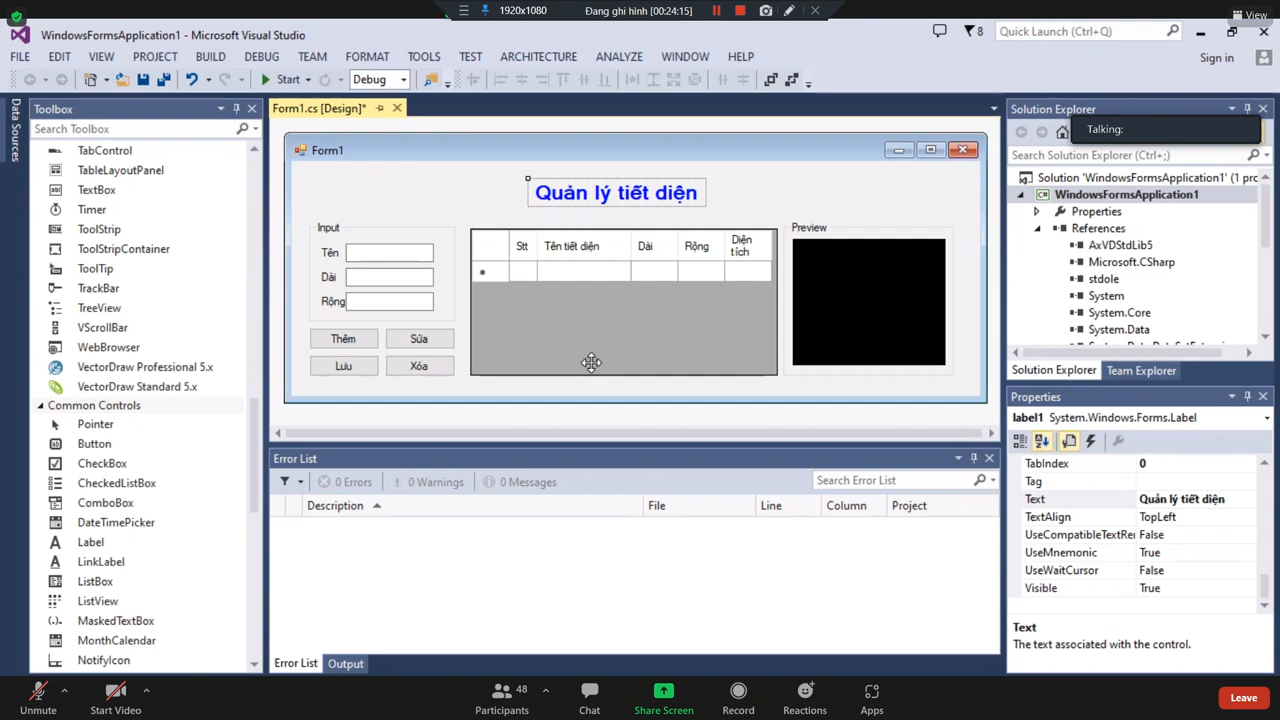 1920x1080
Đang ghi hình [00:24:15]
View
WindowsFormsApplication1 - Microsoft Visual Studio
8
Quick Launch (Ctrl+Q)
FILE EDIT VIEW PROJECT BUILD DEBUG TEAM FORMAT TOOLS TEST ARCHITECTURE ANALYZE WINDOW HELP
Sign in
Start
Debug
Data Sources
Toolbox
Search Toolbox
TabControl
TableLayoutPanel
TextBox
Timer
ToolStrip
ToolStripContainer
ToolTip
TrackBar
TreeView
VScrollBar
WebBrowser
VectorDraw Professional 5.x
VectorDraw Standard 5.x
Common Controls
Pointer
Button
CheckBox
CheckedListBox
ComboBox
DateTimePicker
Label
LinkLabel
ListBox
ListView
MaskedTextBox
MonthCalendar
NotifyIcon
Form1.cs [Design]*
Form1
Quản lý tiết diện
Input
Tên
Dài
Rộng
Thêm
Sửa
Lưu
Xóa
Stt
Tên tiết diện
Dài
Rộng
Diện
tích
*
Preview
Error List
0 Errors
0 Warnings
0 Messages
Search Error List
Description
File
Line
Column
Project
Error List
Output
Solution Explorer
Talking:
Search Solution Explorer (Ctrl+;)
Solution 'WindowsFormsApplication1' (1 pro
WindowsFormsApplication1
Properties
References
AxVDStdLib5
Microsoft.CSharp
stdole
System
System.Core
System.Data
Solution Explorer
Team Explorer
Properties
label1 System.Windows.Forms.Label
TabIndex 0
Tag
Text Quản lý tiết diện
TextAlign TopLeft
UseCompatibleTextRer False
UseMnemonic True
UseWaitCursor False
Visible True
Text
The text associated with the control.
Unmute
Start Video
48
Participants
Chat
Share Screen
Record
Reactions
Apps
Leave